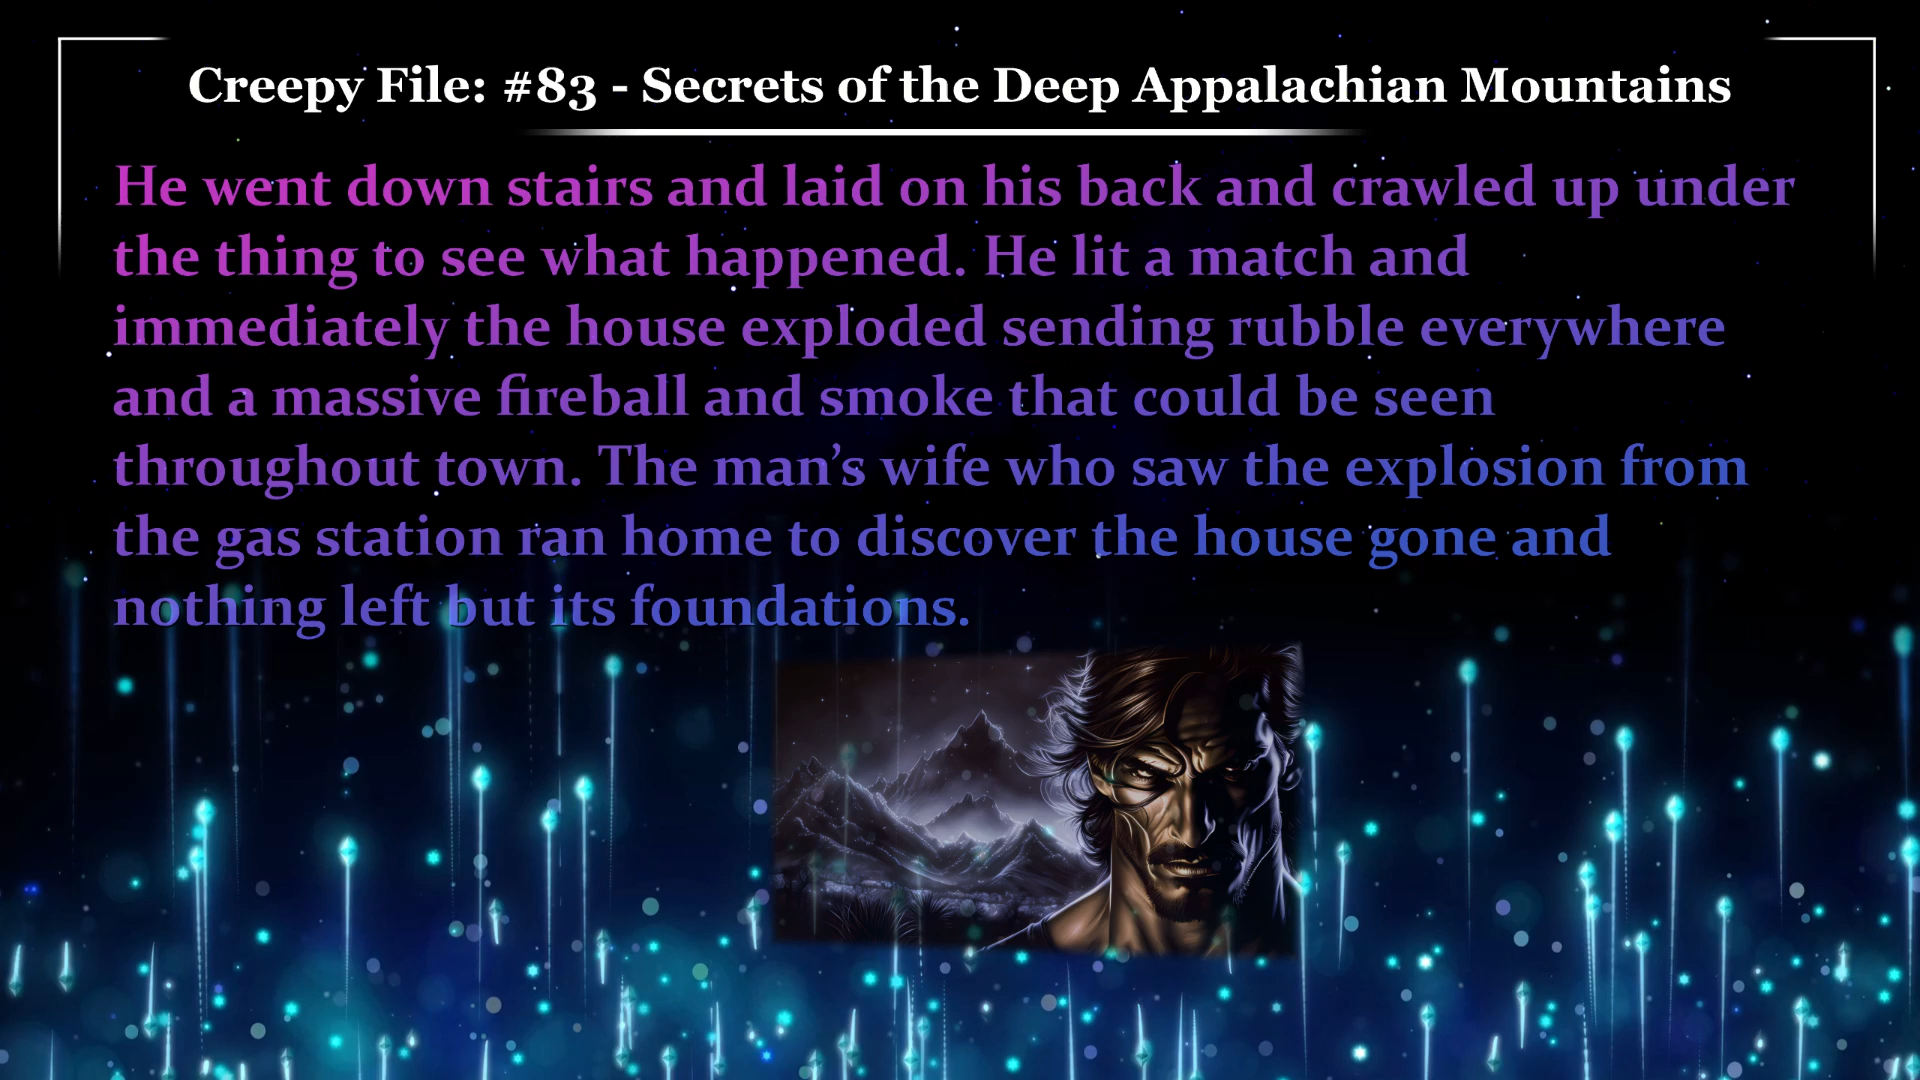 Creepy File: #83 - Secrets of the Deep Appalachian Mountains
He went down stairs and laid on his back and crawled up under
the thing to see what happened. He lit a match and
immediately the house exploded sending rubble everywhere
and a massive fireball and smoke that could be seen
throughout town. The man’s wife who saw the explosion from
the gas station ran home to discover the house gone and
nothing left but its foundations.